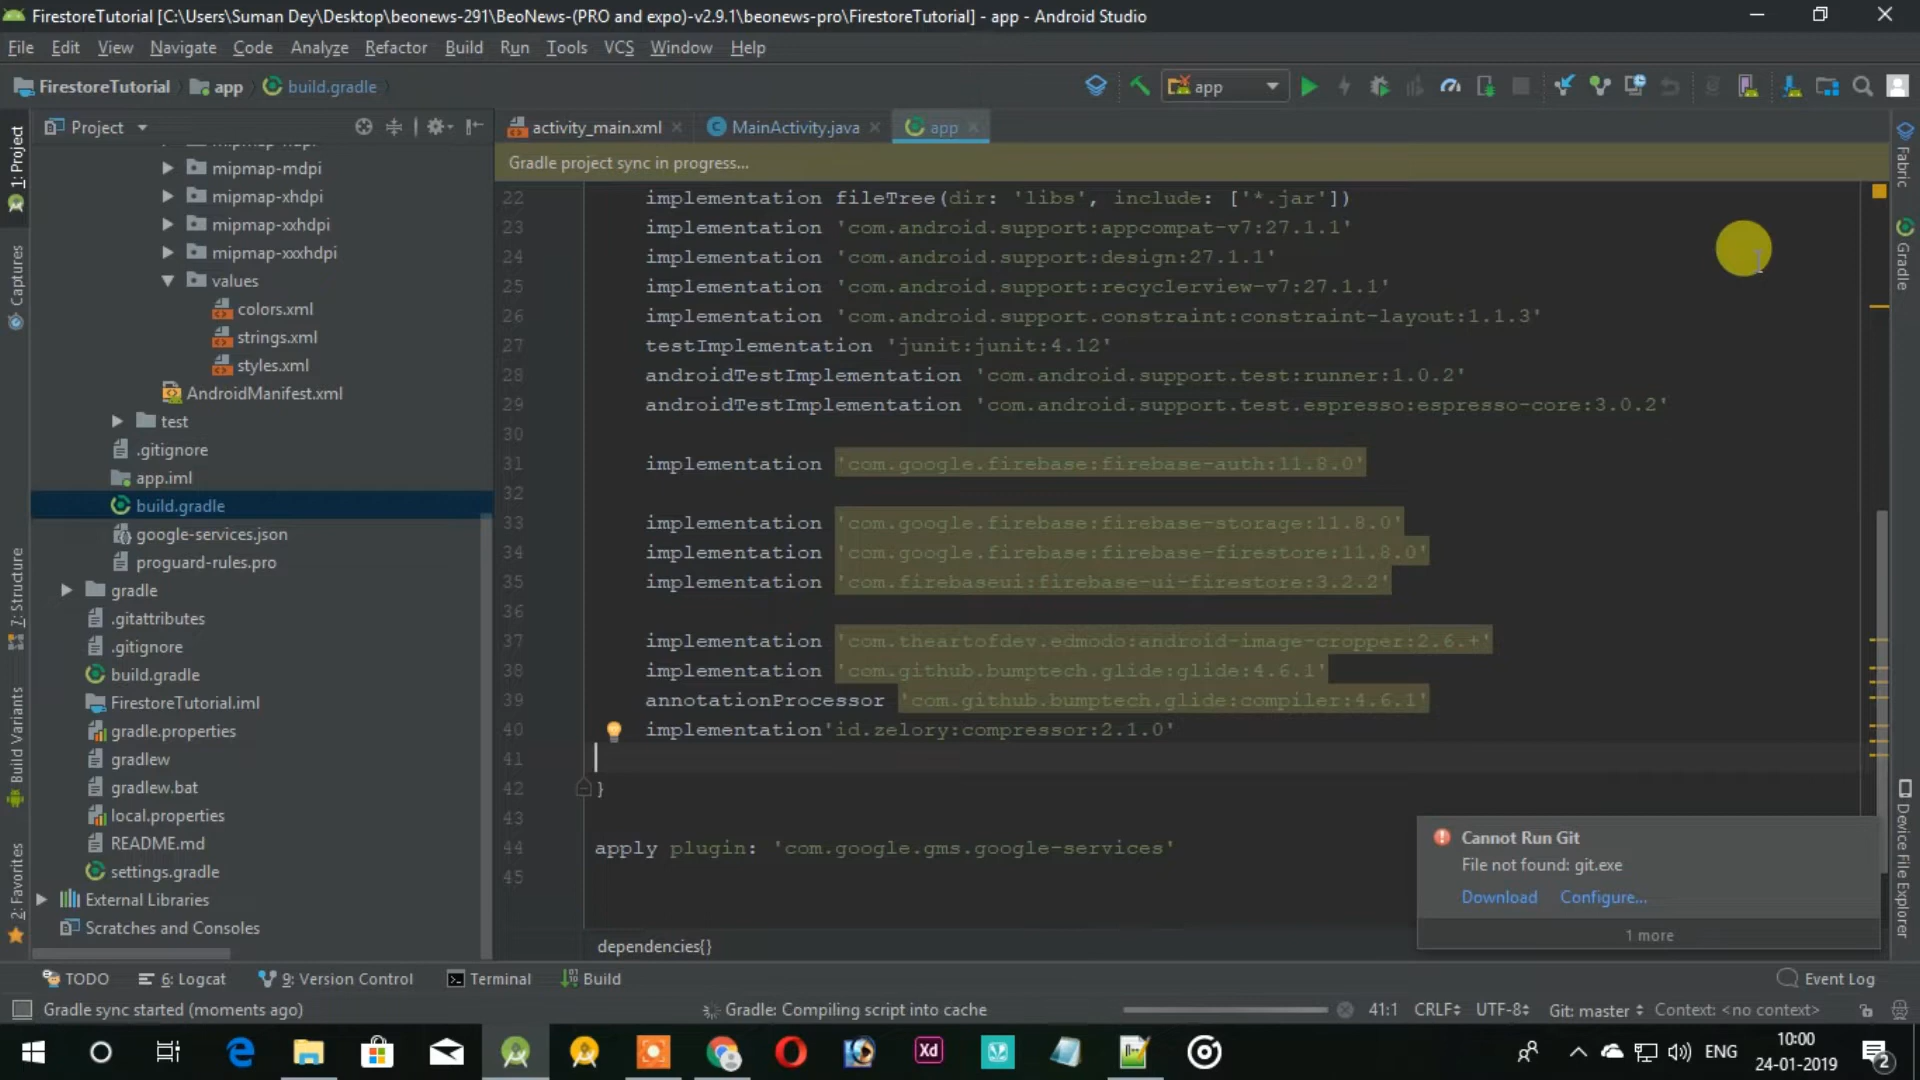 FirestoreTutorial [C:\Users\Suman Dey\Desktop\beonews-291\BeoNews-(PRO and expo)-v2.9.1\beonews-pro\FirestoreTutorial] - app - Android Studio
File Edit View Navigate Code Analyze Refactor Build Run Tools VCS Window Help
FirestoreTutorial app build.gradle app
Project
activity_main.xml MainActivity.java app
Gradle project sync in progress...
1: Project
Captures
7: Structure
Build Variants
2: Favorites
mipmap-mdpi
mipmap-xhdpi
mipmap-xxhdpi
mipmap-xxxhdpi
values
colors.xml
strings.xml
styles.xml
AndroidManifest.xml
test
.gitignore
app.iml
build.gradle
google-services.json
proguard-rules.pro
gradle
.gitattributes
.gitignore
build.gradle
FirestoreTutorial.iml
gradle.properties
gradlew
gradlew.bat
local.properties
README.md
settings.gradle
External Libraries
Scratches and Consoles
22 implementation fileTree(dir: 'libs', include: ['*.jar'])
23 implementation 'com.android.support:appcompat-v7:27.1.1'
24 implementation 'com.android.support:design:27.1.1'
25 implementation 'com.android.support:recyclerview-v7:27.1.1'
26 implementation 'com.android.support.constraint:constraint-layout:1.1.3'
27 testImplementation 'junit:junit:4.12'
28 androidTestImplementation 'com.android.support.test:runner:1.0.2'
29 androidTestImplementation 'com.android.support.test.espresso:espresso-core:3.0.2'
30
31 implementation 'com.google.firebase:firebase-auth:11.8.0'
32
33 implementation 'com.google.firebase:firebase-storage:11.8.0'
34 implementation 'com.google.firebase:firebase-firestore:11.8.0'
35 implementation 'com.firebaseui:firebase-ui-firestore:3.2.2'
36
37 implementation 'com.theartofdev.edmodo:android-image-cropper:2.6.+'
38 implementation 'com.github.bumptech.glide:glide:4.6.1'
39 annotationProcessor 'com.github.bumptech.glide:compiler:4.6.1'
40 implementation'id.zelory:compressor:2.1.0'
41
42 }
43
44 apply plugin: 'com.google.gms.google-services'
45
dependencies{}
Fabric
Gradle
Device File Explorer
Cannot Run Git
File not found: git.exe
Download Configure...
1 more
TODO 6: Logcat 9: Version Control Terminal Build Event Log
Gradle sync started (moments ago) Gradle: Compiling script into cache 41:1 CRLF UTF-8 Git: master Context: <no context>
Xd
ENG
10:00
24-01-2019
2